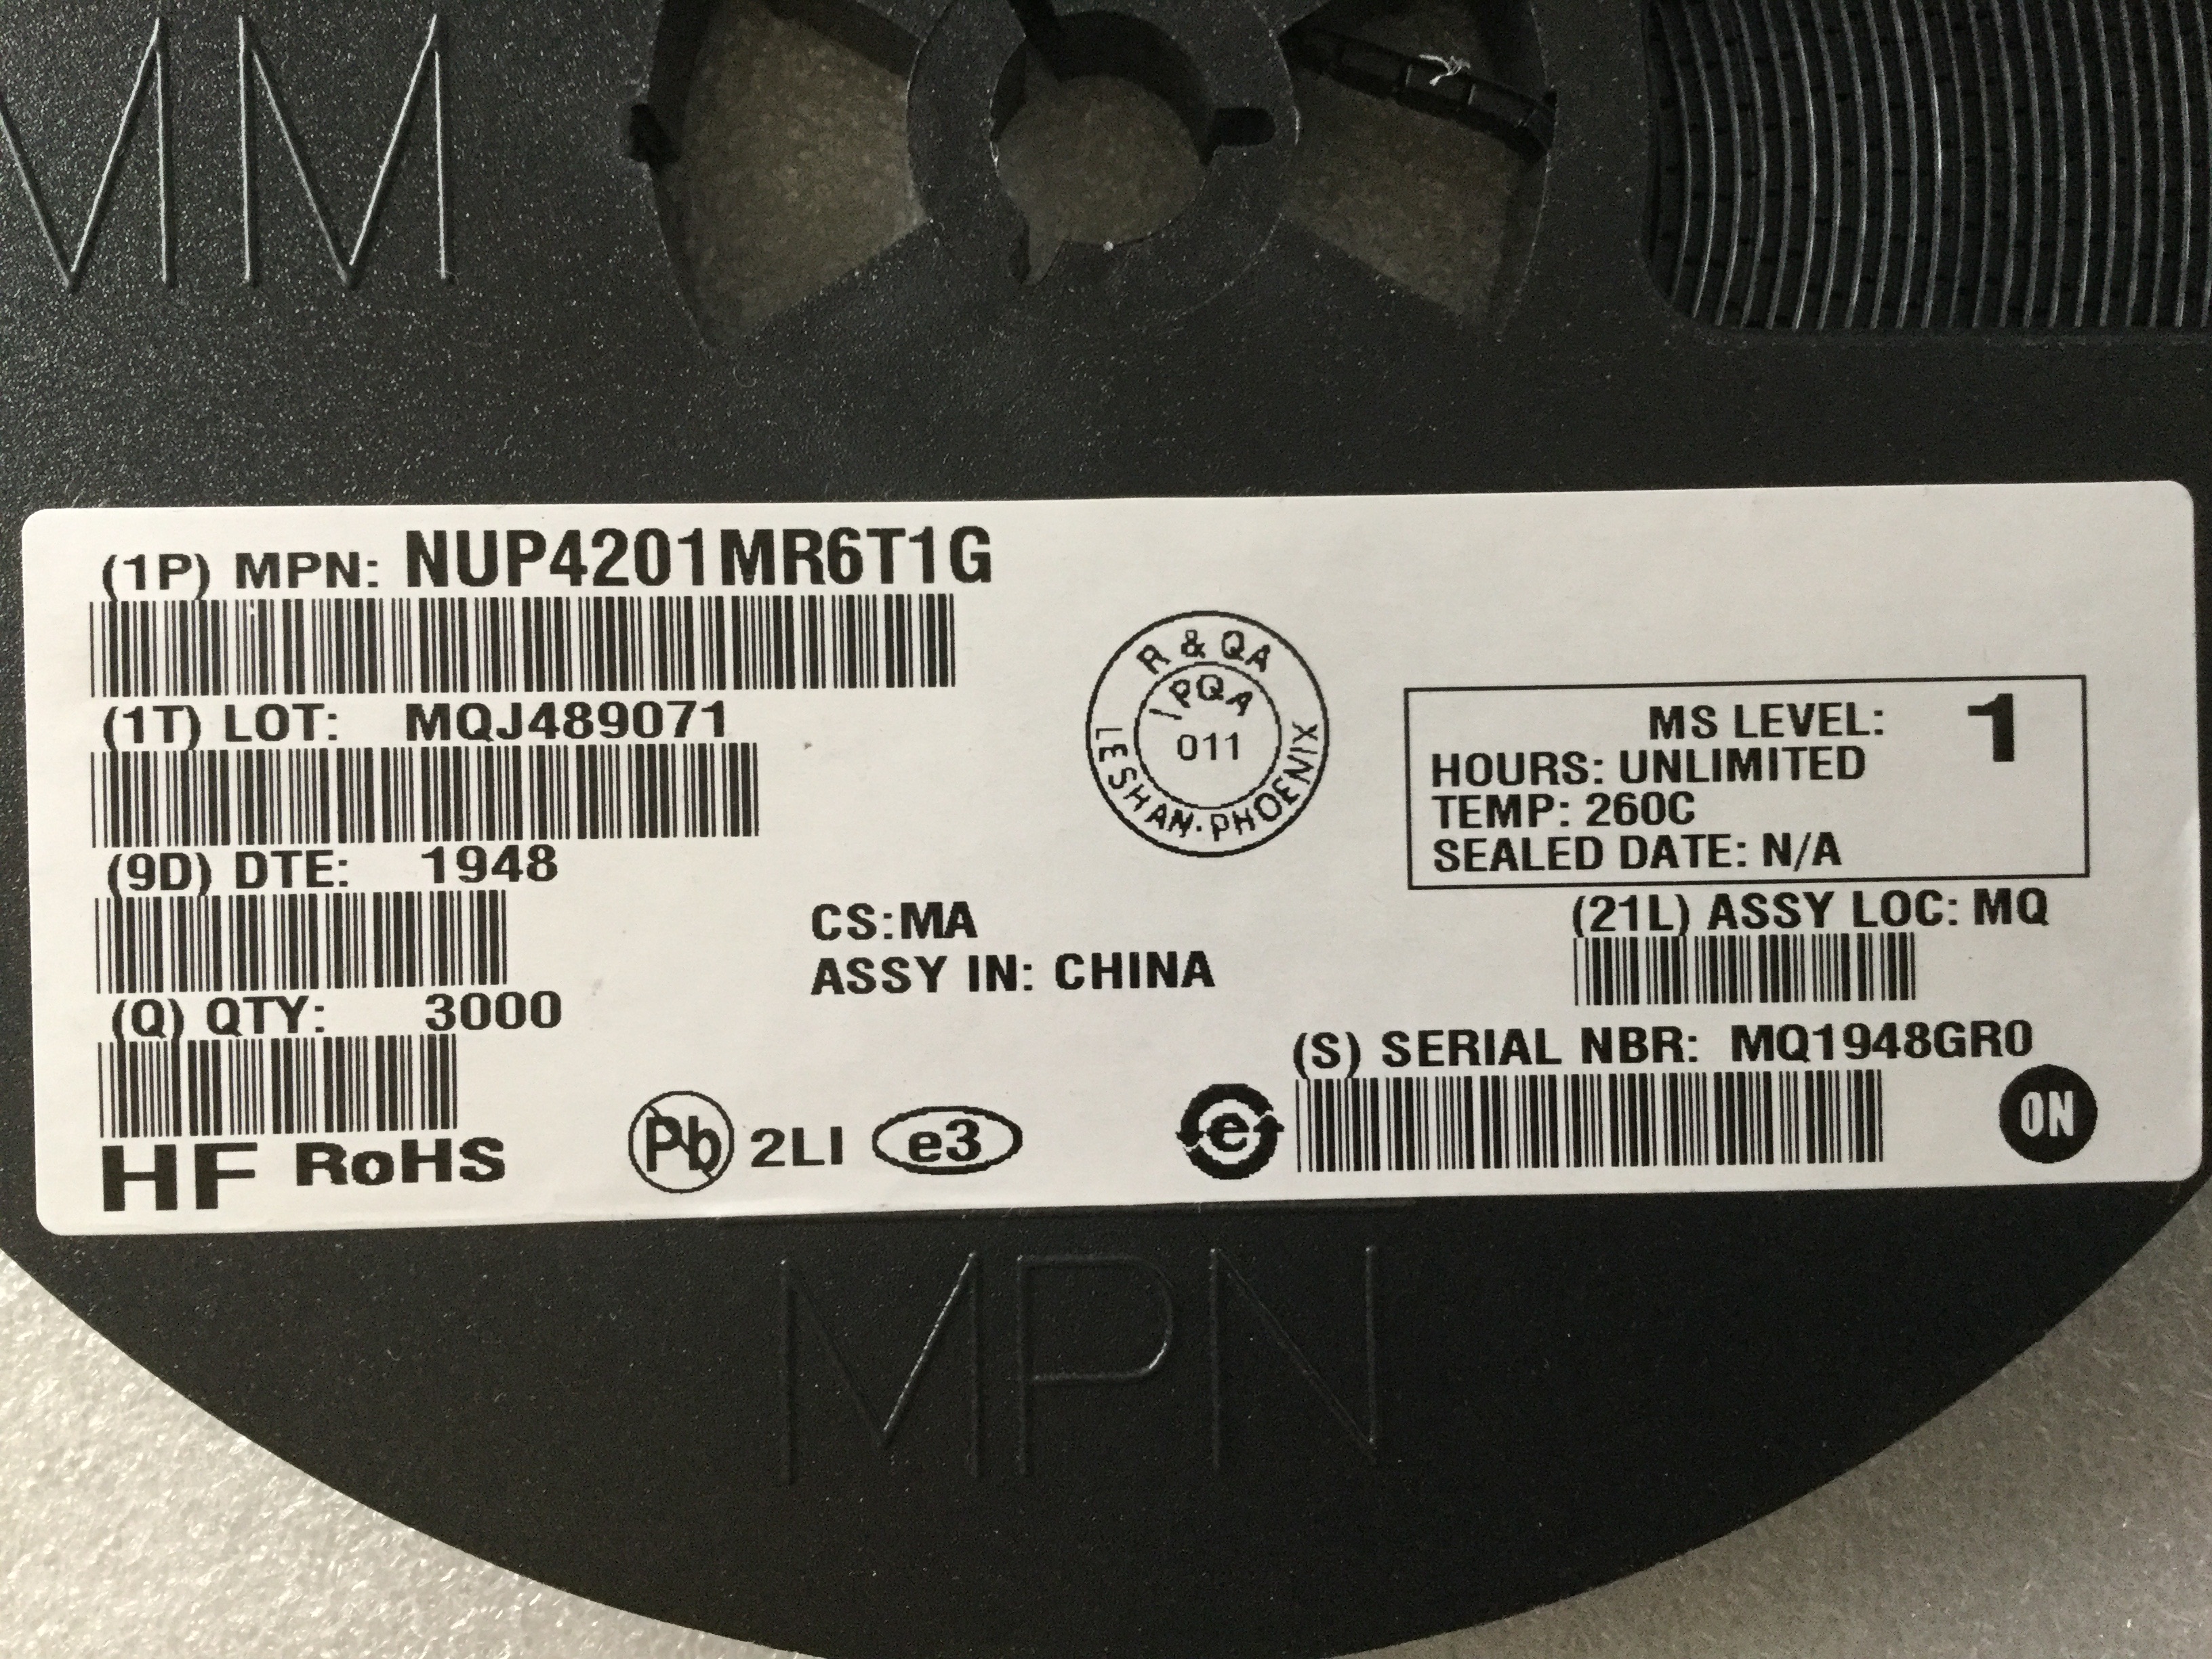 MM
(1P) MPN: NUP4201MR6T1G
(1T) LOT: MQJ489071
(9D) DTE: 1948
(Q) QTY: 3000
HF RoHS
Pb 2LI e3
CS:MA
ASSY IN: CHINA
R & QA
PQA
011
LESHAN-PHOENIX
MS LEVEL: 1
HOURS: UNLIMITED
TEMP: 260C
SEALED DATE: N/A
(21L) ASSY LOC: MQ
(S) SERIAL NBR: MQ1948GR0
e
ON
MPN